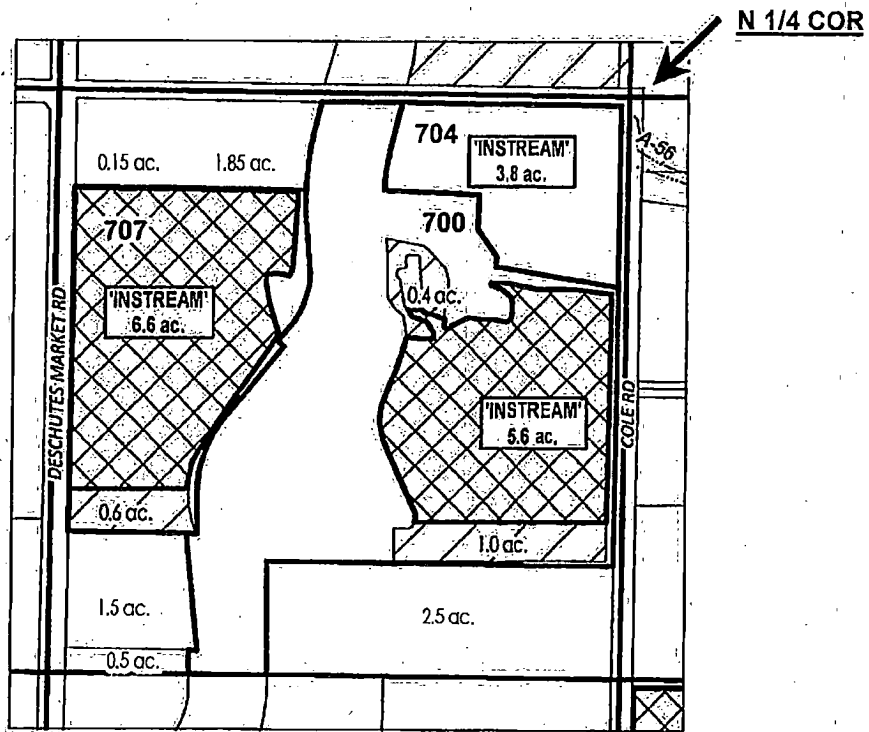 N 1/4 COR
704
'INSTREAM'
3.8 ac.
A-56
0.15 ac.
1.85 ac.
707
700
0.4 ac.
'INSTREAM'
6.6 ac.
DESCHUTES MARKET RD
'INSTREAM'
5.6 ac.
COLE RD
0.6 ac.
1.0 ac.
1.5 ac.
2.5 ac.
0.5 ac.